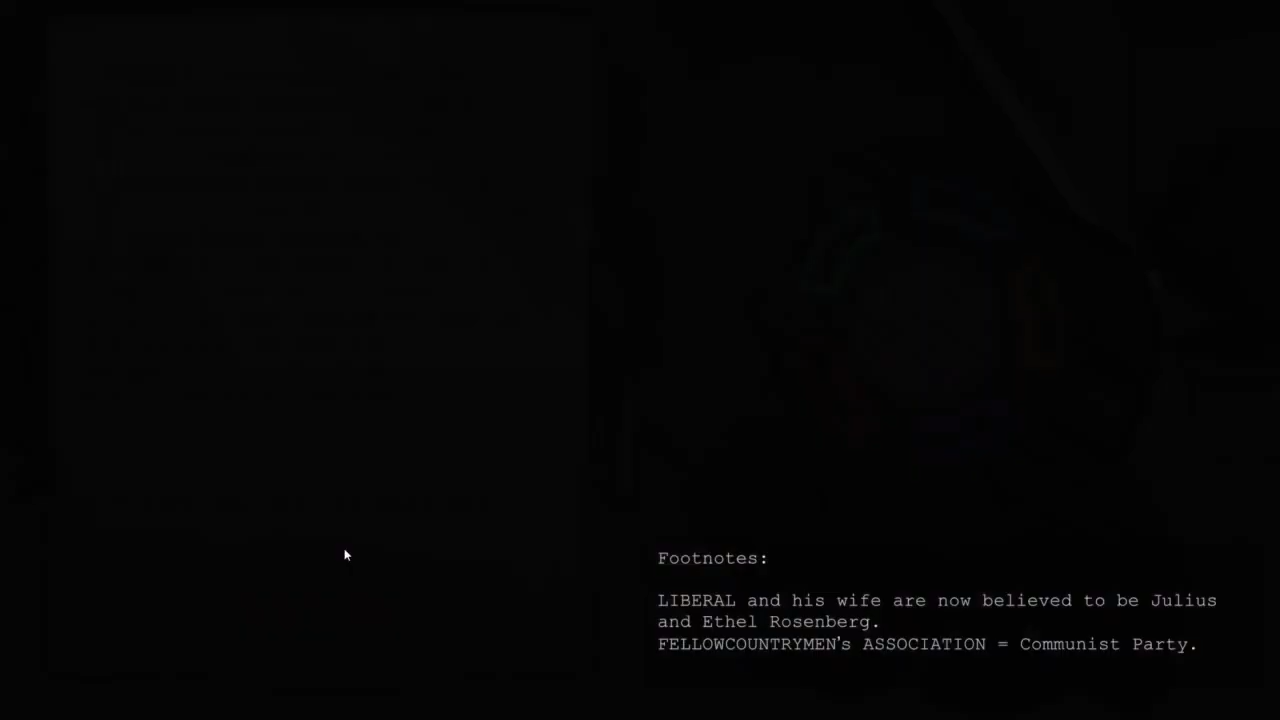 Footnotes:
LIBERAL and his wife are now believed to be Julius
and Ethel Rosenberg.
FELLOWCOUNTRYMEN's ASSOCIATION = Communist Party.